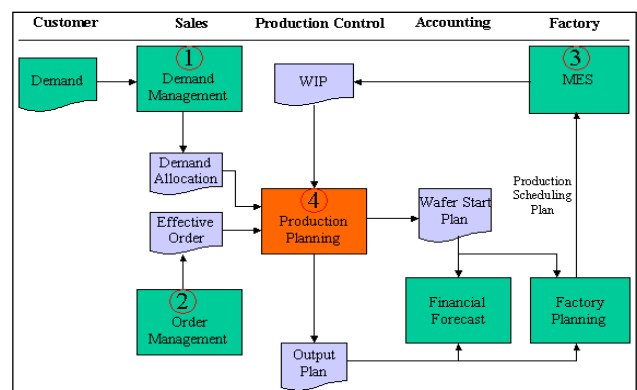 Customer Sales Production Control Accounting Factory
1 3
Demand Demand WIP MES
Management
Demand
Allocation
Production
Scheduling
Plan
4
Effective
Order
Production
Planning
Wafer Start
Plan
2
Order
Management
Financial
Forecast
Factory
Planning
Output
Plan